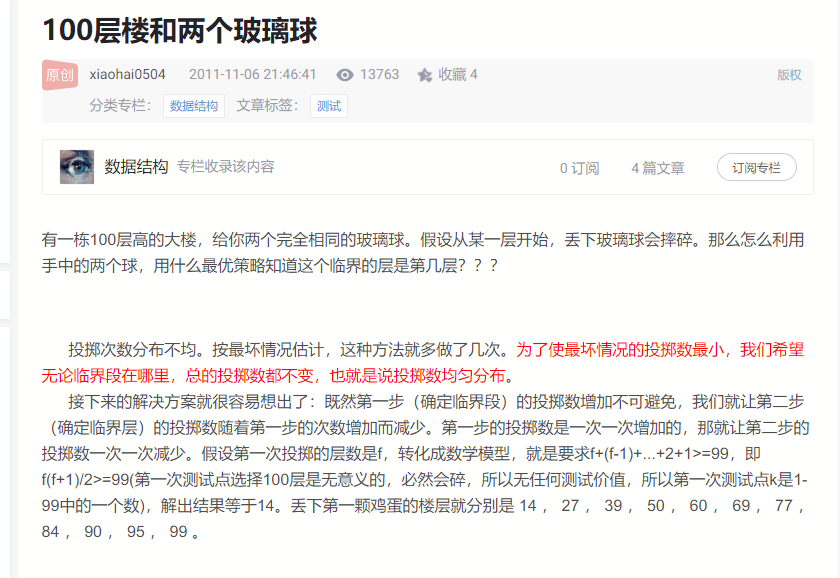 100层楼和两个玻璃球
原创 xiaohai0504 2011-11-06 21:46:41 13763 收藏 4 版权
分类专栏： 数据结构 文章标签： 测试
数据结构 专栏收录该内容 0 订阅 4 篇文章 订阅专栏
有一栋100层高的大楼，给你两个完全相同的玻璃球。假设从某一层开始，丢下玻璃球会摔碎。那么怎么利用
手中的两个球，用什么最优策略知道这个临界的层是第几层？？？
投掷次数分布不均。按最坏情况估计，这种方法就多做了几次。为了使最坏情况的投掷数最小，我们希望
无论临界段在哪里，总的投掷数都不变，也就是说投掷数均匀分布。
接下来的解决方案就很容易想出了：既然第一步（确定临界段）的投掷数增加不可避免，我们就让第二步
（确定临界层）的投掷数随着第一步的次数增加而减少。第一步的投掷数是一次一次增加的，那就让第二步的
投掷数一次一次减少。假设第一次投掷的层数是f，转化成数学模型，就是要求f+(f-1)+...+2+1>=99，即
f(f+1)/2>=99(第一次测试点选择100层是无意义的，必然会碎，所以无任何测试价值，所以第一次测试点k是1-
99中的一个数)，解出结果等于14。丢下第一颗鸡蛋的楼层就分别是 14 ， 27 ， 39 ， 50 ， 60 ， 69 ， 77 ，
84 ， 90 ， 95 ， 99 。